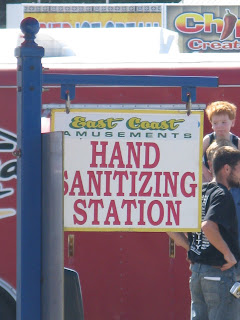 East Coast
AMUSEMENTS
HAND
SANITIZING
STATION